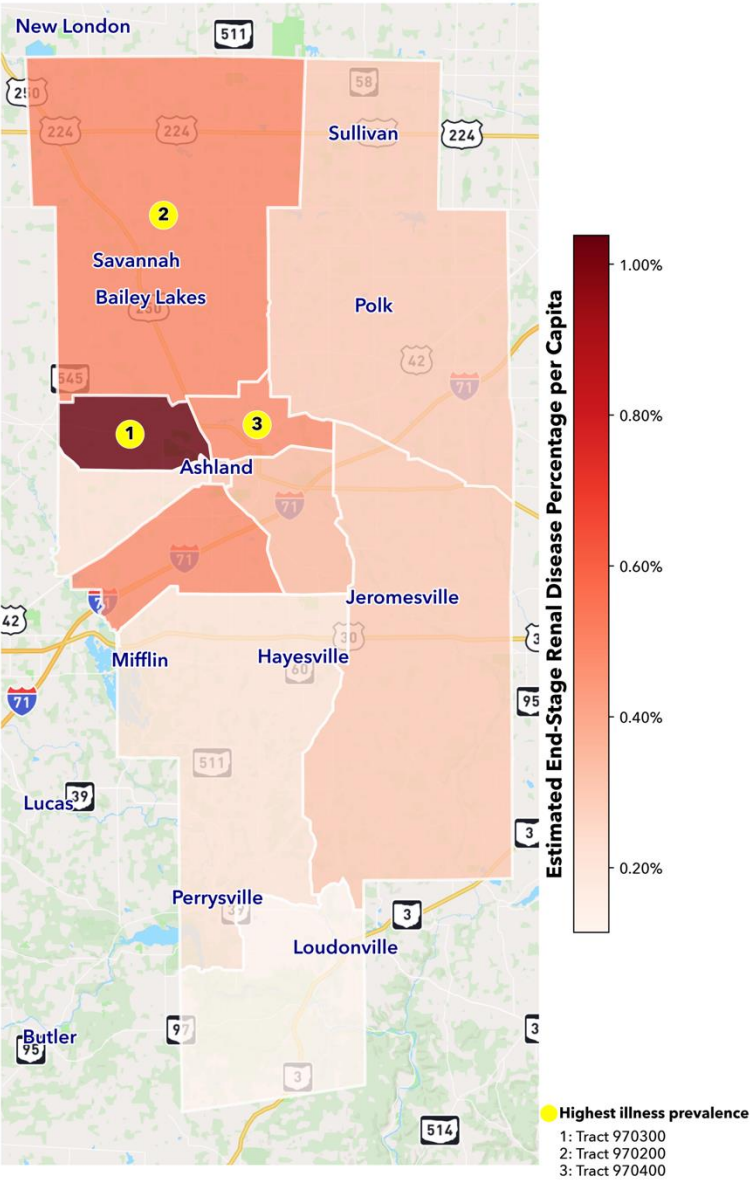 New London
511
250
58
224
224
Sullivan
224
2
Savannah
Bailey Lakes
250
Polk
42
71
545
1
3
Ashland
71
71
Jeromesville
42
30
Mifflin
Hayesville
60
71
95
511
Lucas
39
3
Perrysville
39
3
Loudonville
Butler
95
97
3
3
514
Estimated End-Stage Renal Disease Percentage per Capita
1.00%
0.80%
0.60%
0.40%
0.20%
Highest illness prevalence
1: Tract 970300
2: Tract 970200
3: Tract 970400